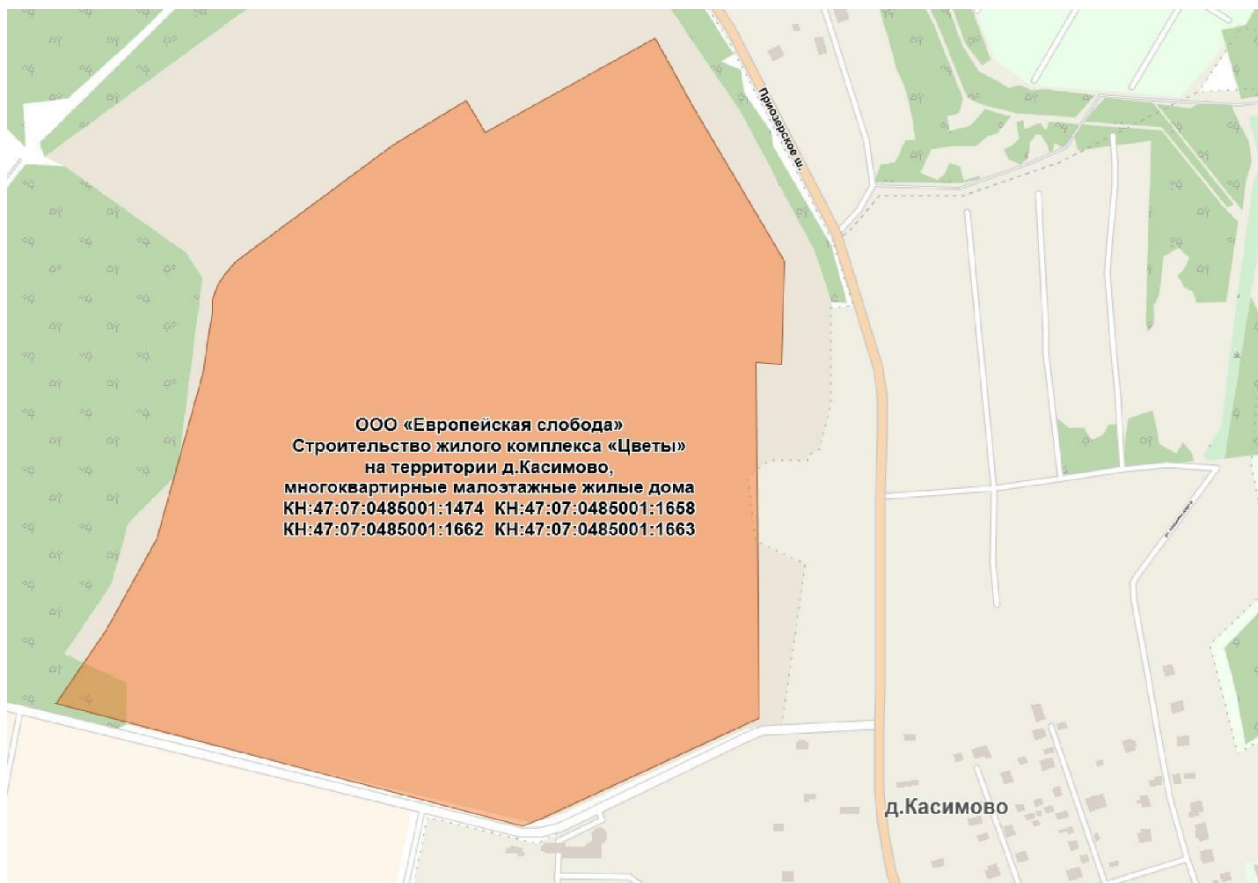 Приозерское ш.
ООО «Европейская слобода»
Строительство жилого комплекса «Цветы»
на территории д.Касимово,
многоквартирные малоэтажные жилые дома
КН:47:07:0485001:1474 КН:47:07:0485001:1658
КН:47:07:0485001:1662 КН:47:07:0485001:1663
д.Касимово